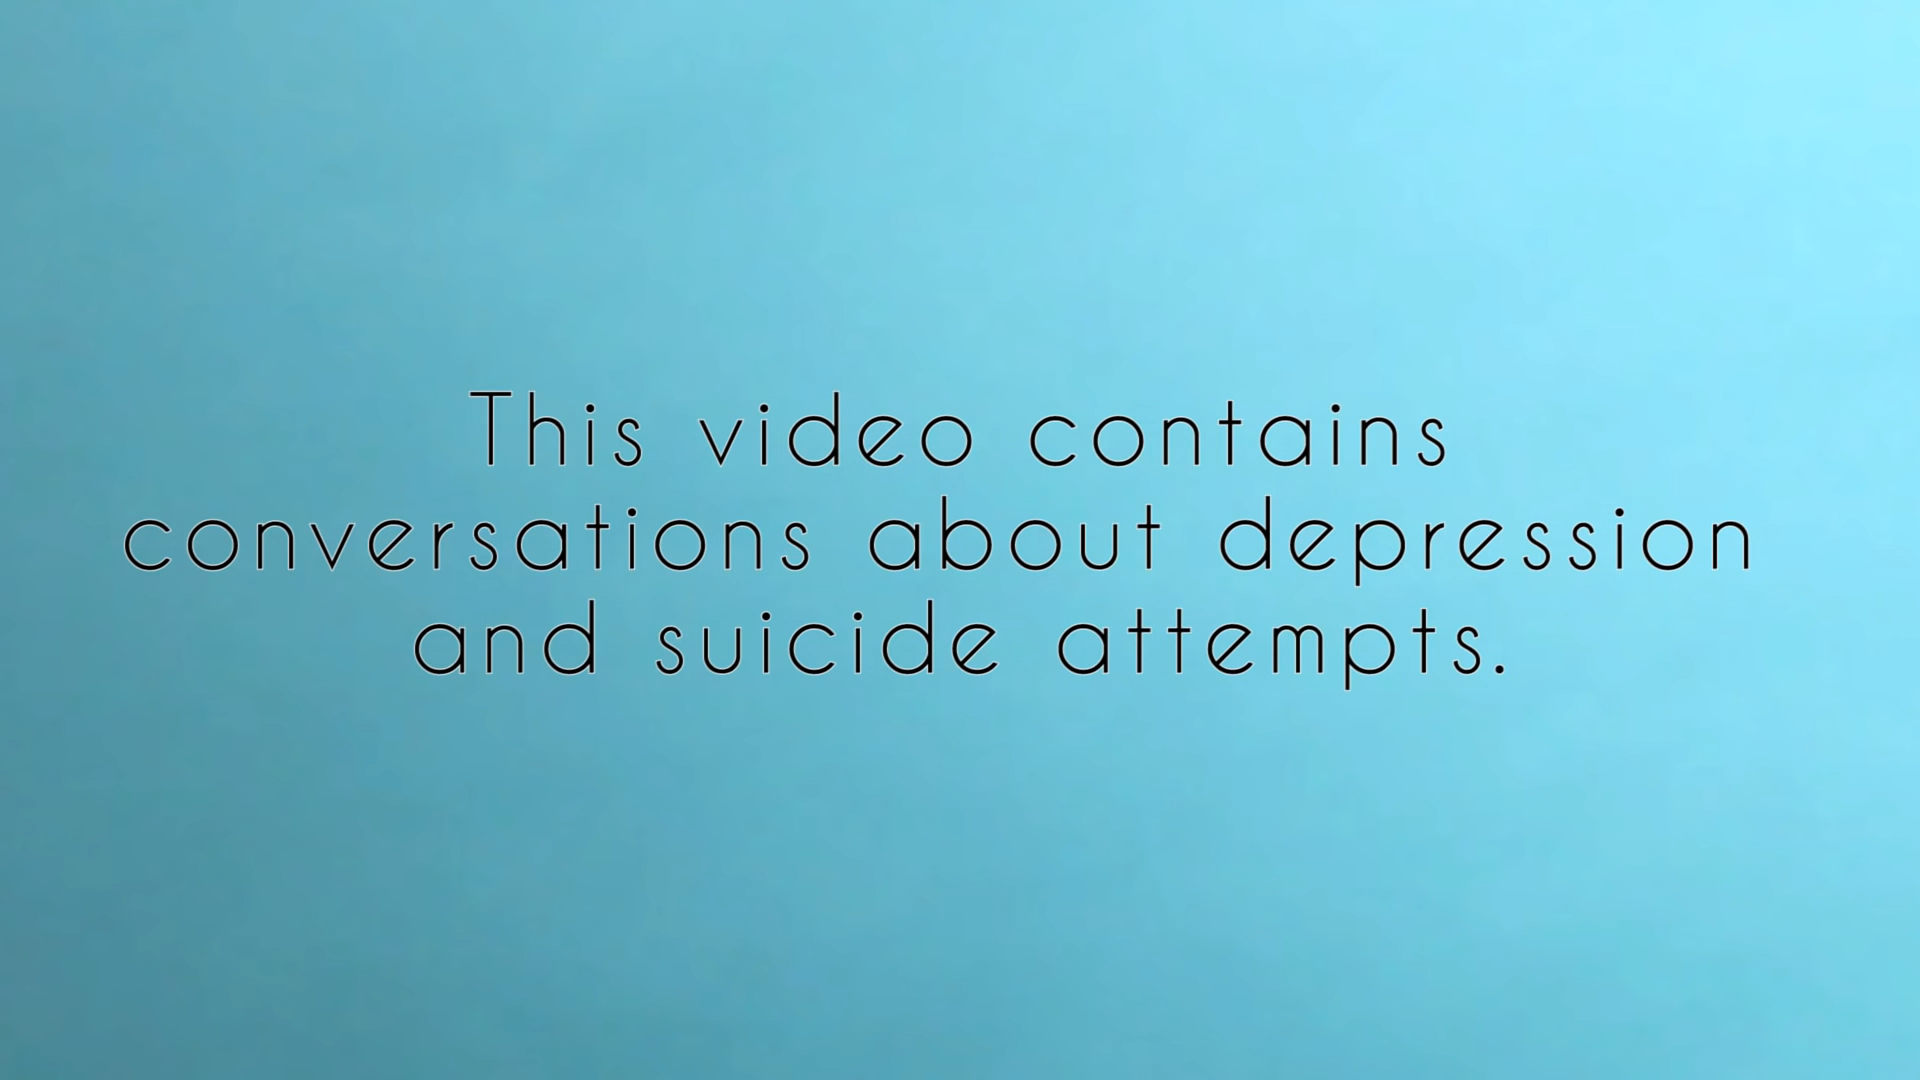 This video contains
conversations about depression
and suicide attempts.